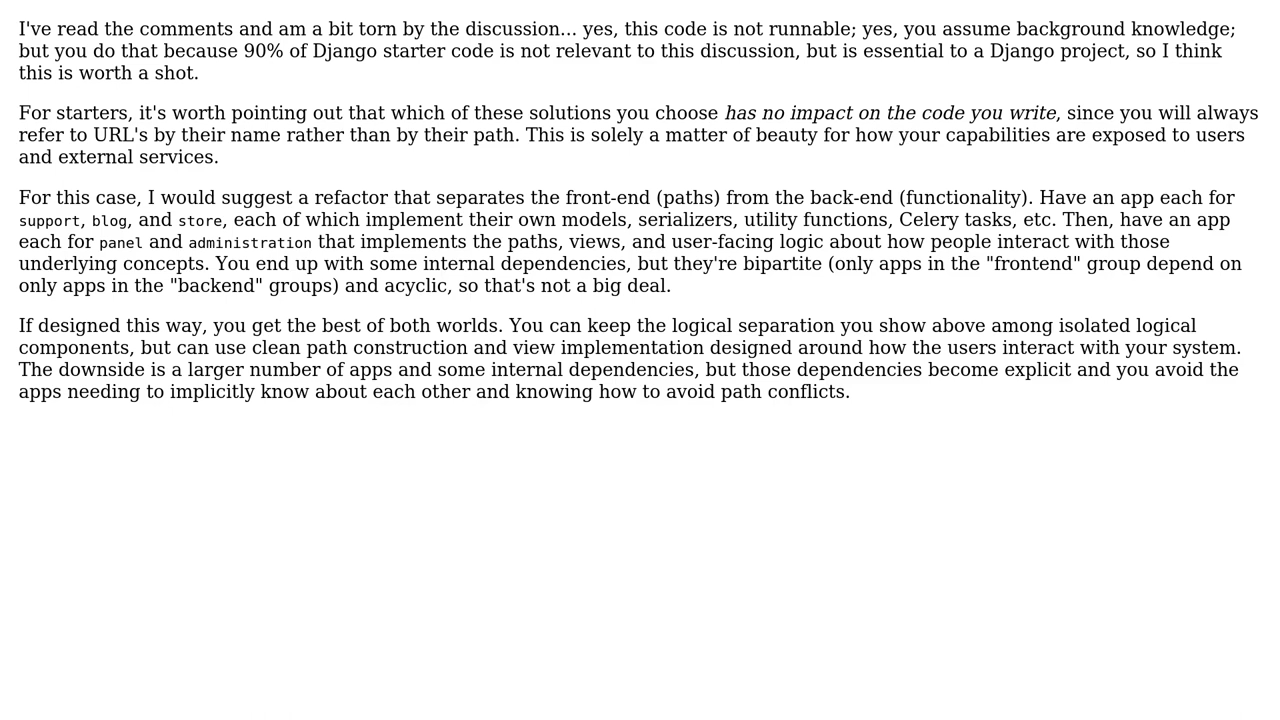 I've read the comments and am a bit torn by the discussion... yes, this code is not runnable; yes, you assume background knowledge;
but you do that because 90% of Django starter code is not relevant to this discussion, but is essential to a Django project, so I think
this is worth a shot.
For starters, it's worth pointing out that which of these solutions you choose has no impact on the code you write, since you will always
refer to URL's by their name rather than by their path. This is solely a matter of beauty for how your capabilities are exposed to users
and external services.
For this case, I would suggest a refactor that separates the front-end (paths) from the back-end (functionality). Have an app each for
support, blog, and store, each of which implement their own models, serializers, utility functions, Celery tasks, etc. Then, have an app
each for panel and administration that implements the paths, views, and user-facing logic about how people interact with those
underlying concepts. You end up with some internal dependencies, but they're bipartite (only apps in the "frontend" group depend on
only apps in the "backend" groups) and acyclic, so that's not a big deal.
If designed this way, you get the best of both worlds. You can keep the logical separation you show above among isolated logical
components, but can use clean path construction and view implementation designed around how the users interact with your system.
The downside is a larger number of apps and some internal dependencies, but those dependencies become explicit and you avoid the
apps needing to implicitly know about each other and knowing how to avoid path conflicts.